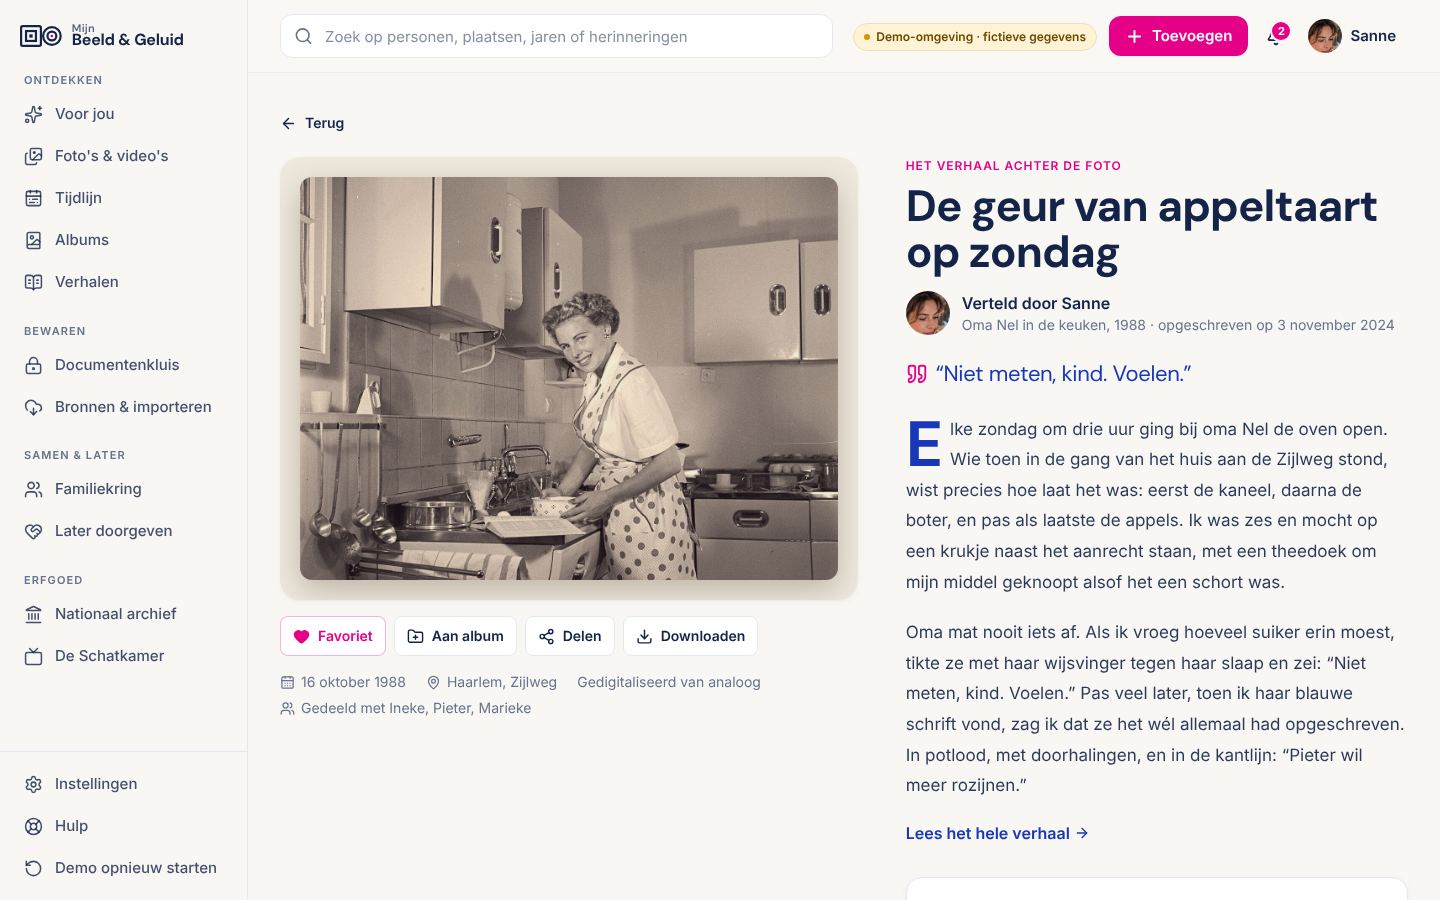 Mijn
Beeld & Geluid
ONTDEKKEN
Voor jou
Foto's & video's
Tijdlijn
Albums
Verhalen
BEWAREN
Documentenkluis
Bronnen & importeren
SAMEN & LATER
Familiekring
Later doorgeven
ERFGOED
Nationaal archief
De Schatkamer
Instellingen
Hulp
Demo opnieuw starten
Zoek op personen, plaatsen, jaren of herinneringen
Demo-omgeving · fictieve gegevens
Toevoegen
2
Sanne
Terug
Favoriet
Aan album
Delen
Downloaden
16 oktober 1988
Haarlem, Zijlweg
Gedigitaliseerd van analoog
Gedeeld met Ineke, Pieter, Marieke
HET VERHAAL ACHTER DE FOTO
De geur van appeltaart
op zondag
Verteld door Sanne
Oma Nel in de keuken, 1988 · opgeschreven op 3 november 2024
“Niet meten, kind. Voelen.”
Elke zondag om drie uur ging bij oma Nel de oven open.
Wie toen in de gang van het huis aan de Zijlweg stond,
wist precies hoe laat het was: eerst de kaneel, daarna de
boter, en pas als laatste de appels. Ik was zes en mocht op
een krukje naast het aanrecht staan, met een theedoek om
mijn middel geknoopt alsof het een schort was.
Oma mat nooit iets af. Als ik vroeg hoeveel suiker erin moest,
tikte ze met haar wijsvinger tegen haar slaap en zei: “Niet
meten, kind. Voelen.” Pas veel later, toen ik haar blauwe
schrift vond, zag ik dat ze het wél allemaal had opgeschreven.
In potlood, met doorhalingen, en in de kantlijn: “Pieter wil
meer rozijnen.”
Lees het hele verhaal →